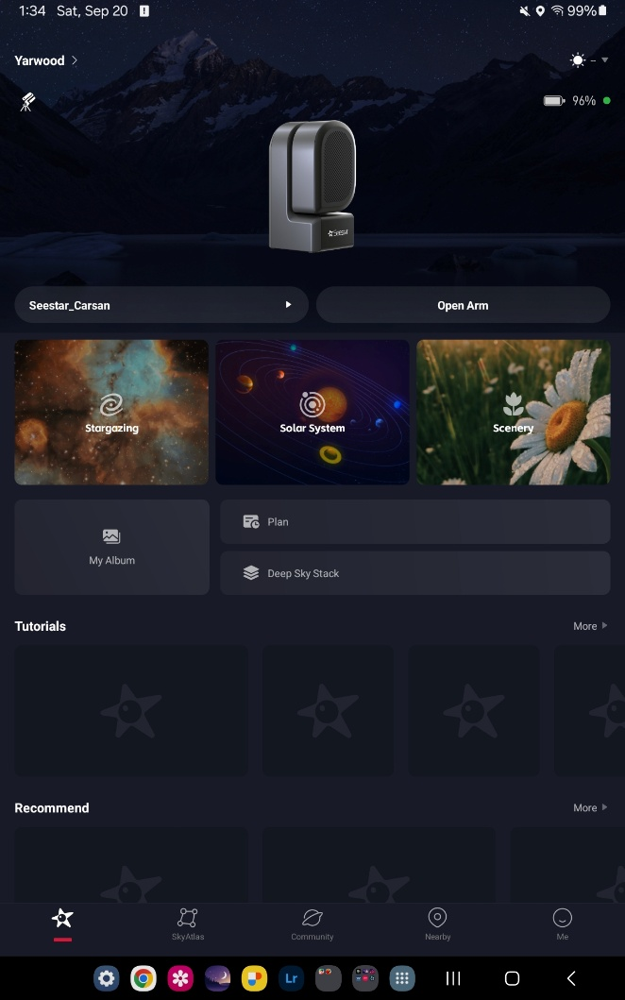 1:34 Sat, Sep 20
99%
Yarwood
96%
Seestar
Seestar_Carsan
Open Arm
Stargazing
Solar System
Scenery
My Album
Plan
Deep Sky Stack
Tutorials
More
Recommend
More
SkyAtlas
Community
Nearby
Me
Lr